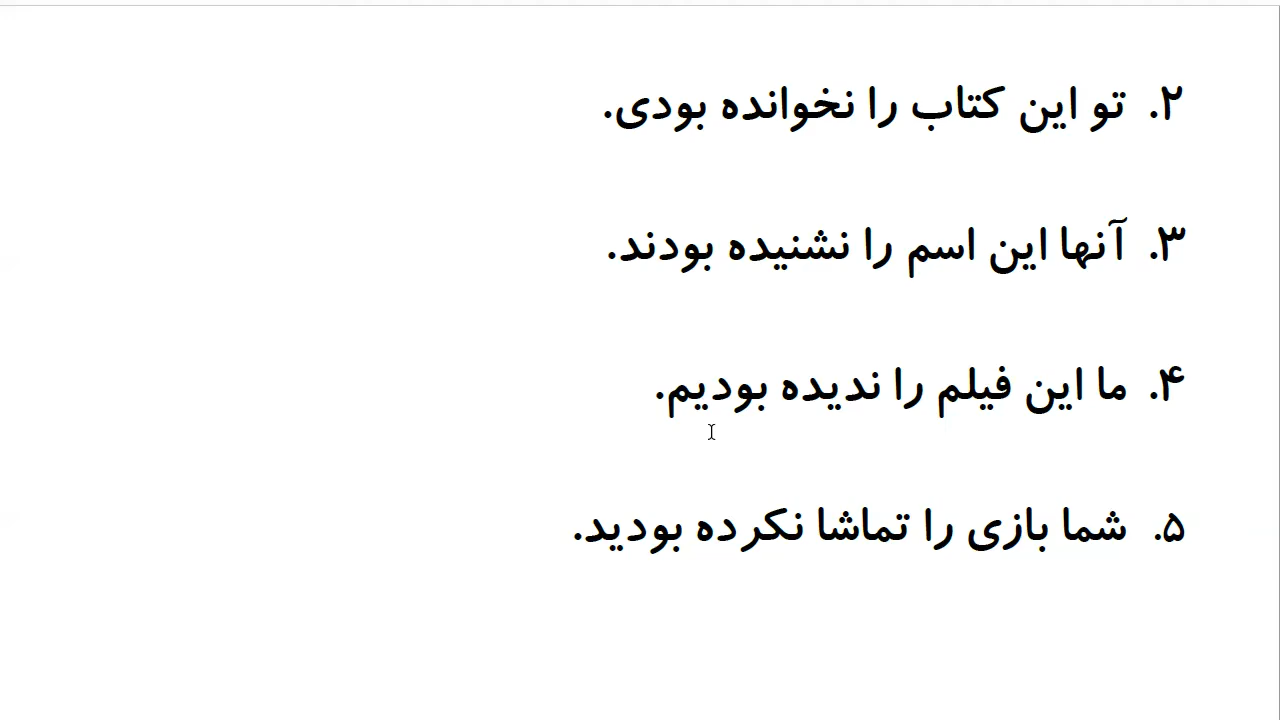 ۲. تو این کتاب را نخوانده بودی.
۳. آنها این اسم را نشنیده بودند.
۴. ما این فیلم را ندیده بودیم.
۵. شما بازی را تماشا نکرده بودید.